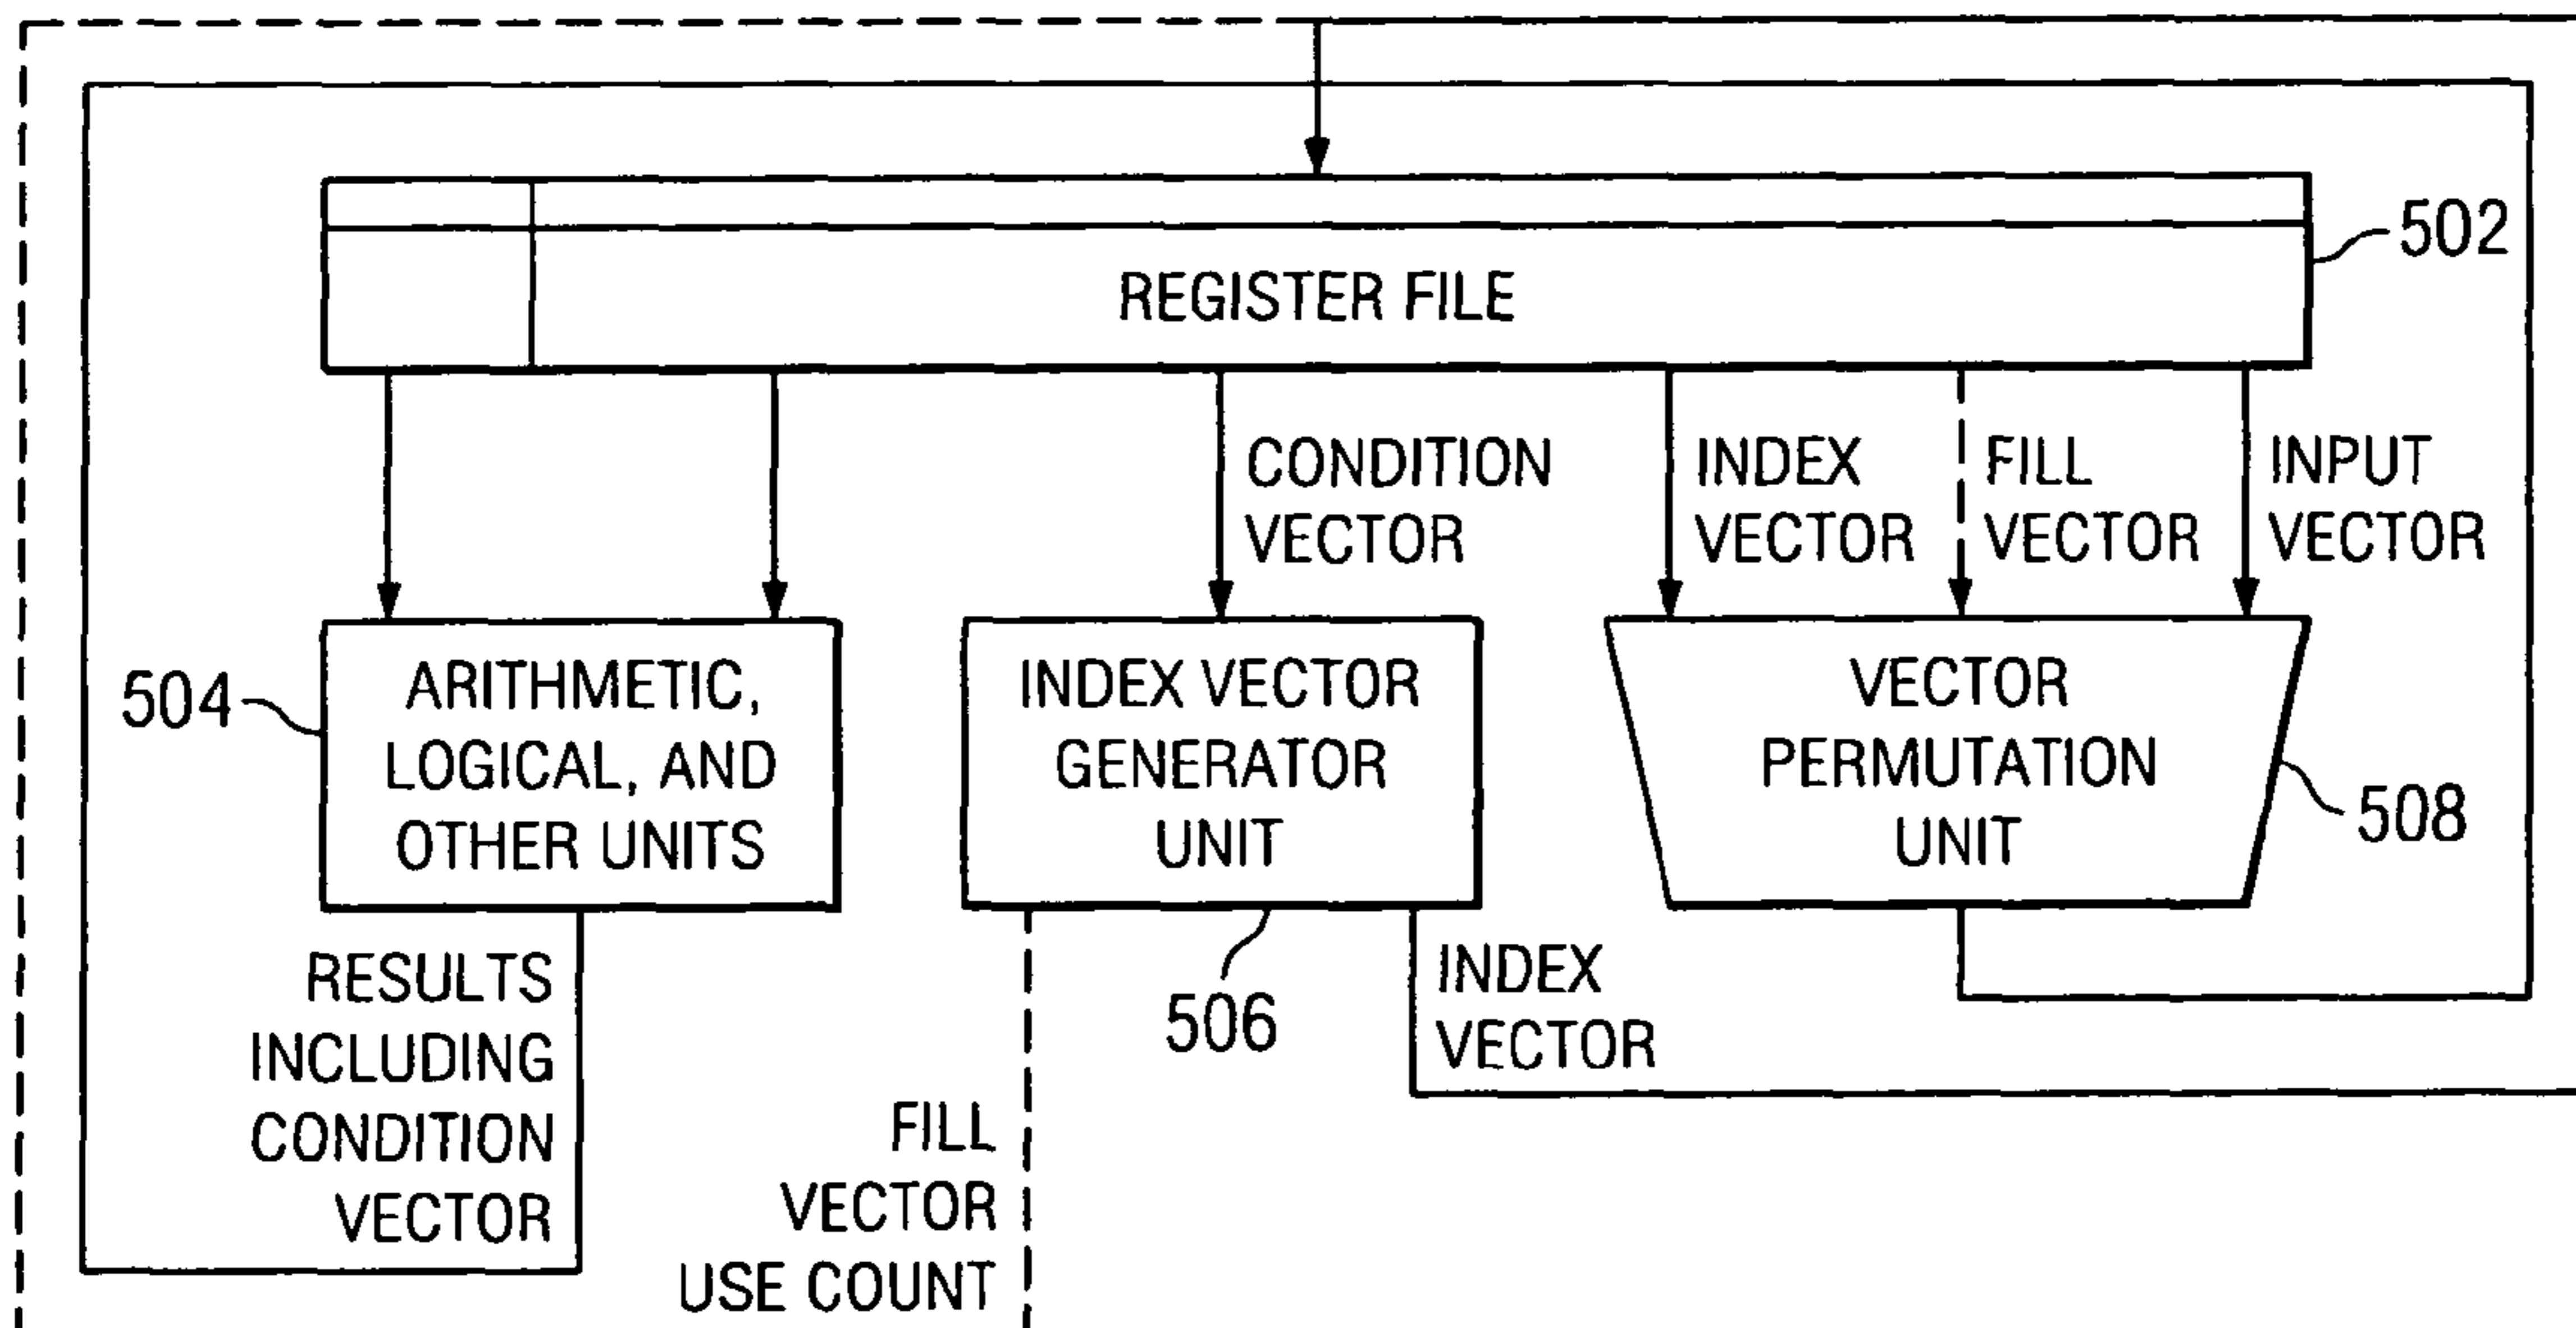 REGISTER FILE
502
CONDITION
VECTOR
INDEX
VECTOR
FILL
VECTOR
INPUT
VECTOR
504
ARITHMETIC,
LOGICAL, AND
OTHER UNITS
INDEX VECTOR
GENERATOR
UNIT
VECTOR
PERMUTATION
UNIT
508
RESULTS
INCLUDING
CONDITION
VECTOR
506
INDEX
VECTOR
FILL
VECTOR
USE COUNT